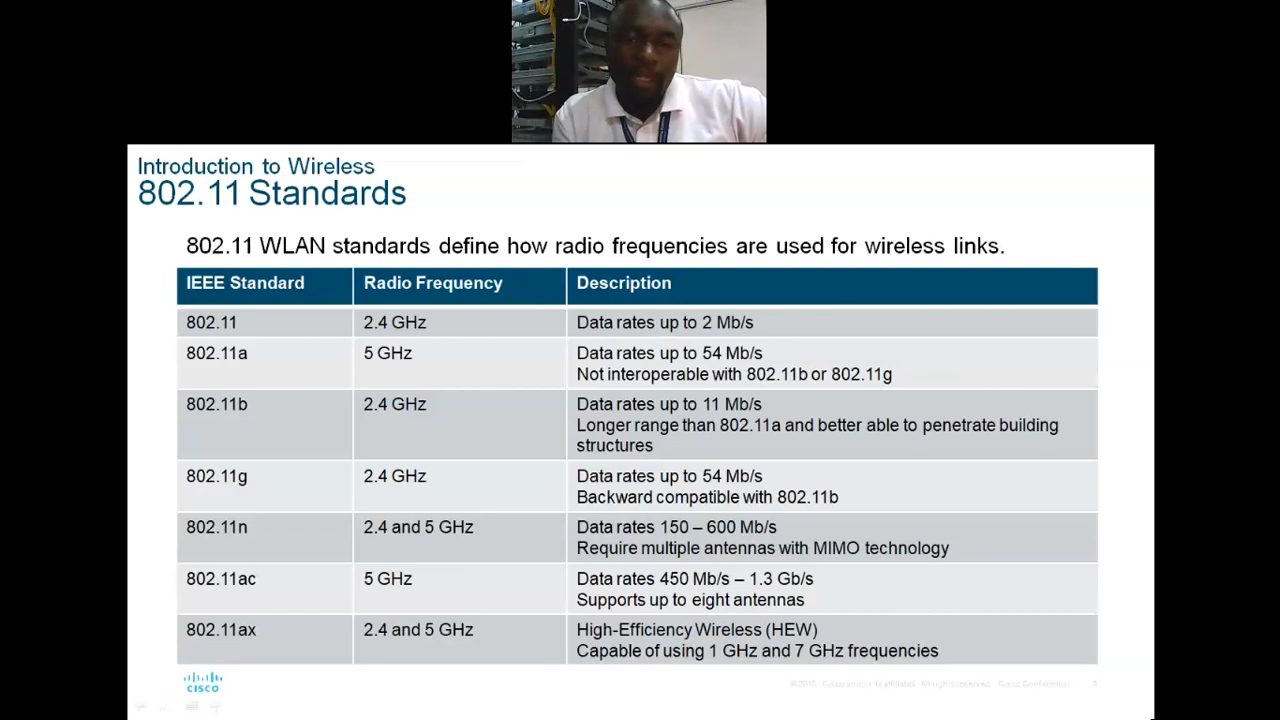 Introduction to Wireless
802.11 Standards
802.11 WLAN standards define how radio frequencies are used for wireless links.
IEEE Standard Radio Frequency Description
802.11 2.4 GHz Data rates up to 2 Mb/s
802.11a 5 GHz Data rates up to 54 Mb/s
Not interoperable with 802.11b or 802.11g
802.11b 2.4 GHz Data rates up to 11 Mb/s
Longer range than 802.11a and better able to penetrate building
structures
802.11g 2.4 GHz Data rates up to 54 Mb/s
Backward compatible with 802.11b
802.11n 2.4 and 5 GHz Data rates 150 – 600 Mb/s
Require multiple antennas with MIMO technology
802.11ac 5 GHz Data rates 450 Mb/s – 1.3 Gb/s
Supports up to eight antennas
802.11ax 2.4 and 5 GHz High-Efficiency Wireless (HEW)
Capable of using 1 GHz and 7 GHz frequencies
CISCO
All rights reserved. Cisco Confidential